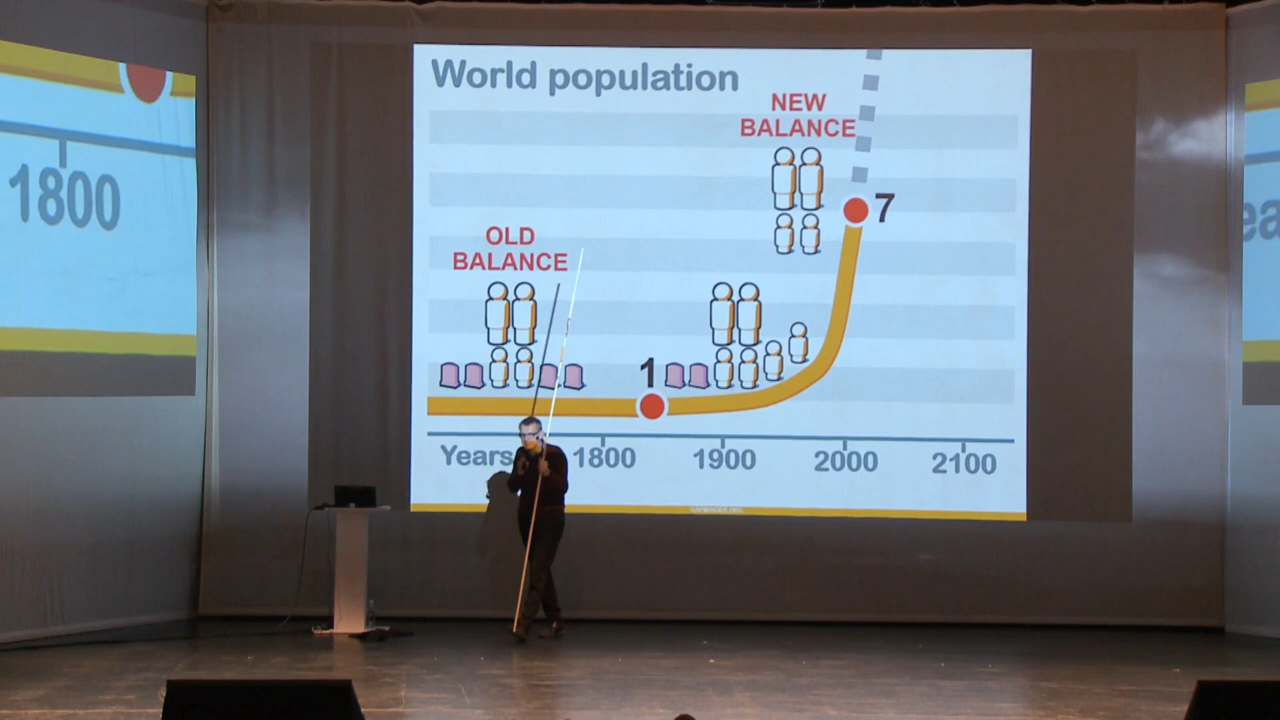 World population
NEW
BALANCE
7
OLD
BALANCE
1
Years
1800
1900
2000
2100
1800